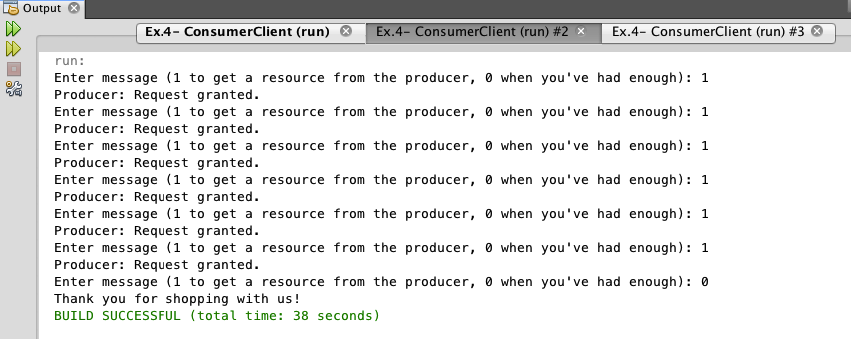 Output
Ex.4- ConsumerClient (run)
Ex.4- ConsumerClient (run) #2
Ex.4- ConsumerClient (run) #3
run:
Enter message (1 to get a resource from the producer, 0 when you've had enough): 1
Producer: Request granted.
Enter message (1 to get a resource from the producer, 0 when you've had enough): 1
Producer: Request granted.
Enter message (1 to get a resource from the producer, 0 when you've had enough): 1
Producer: Request granted.
Enter message (1 to get a resource from the producer, 0 when you've had enough): 1
Producer: Request granted.
Enter message (1 to get a resource from the producer, 0 when you've had enough): 1
Producer: Request granted.
Enter message (1 to get a resource from the producer, 0 when you've had enough): 1
Producer: Request granted.
Enter message (1 to get a resource from the producer, 0 when you've had enough): 0
Thank you for shopping with us!
BUILD SUCCESSFUL (total time: 38 seconds)